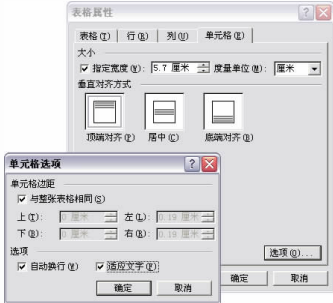 表格属性
表格(T) 行(R) 列(U) 单元格(E)
大小
指定宽度(W): 5.7 厘米 度量单位(M): 厘米
垂直对齐方式
顶端对齐(P) 居中(C) 底端对齐(B)
选项(O)...
确定 取消
单元格选项
单元格边距
与整张表格相同(S)
上(T): 0 厘米 左(L): 0.19 厘米
下(B): 0 厘米 右(R): 0.19 厘米
选项
自动换行(W) 适应文字(F)
确定 取消